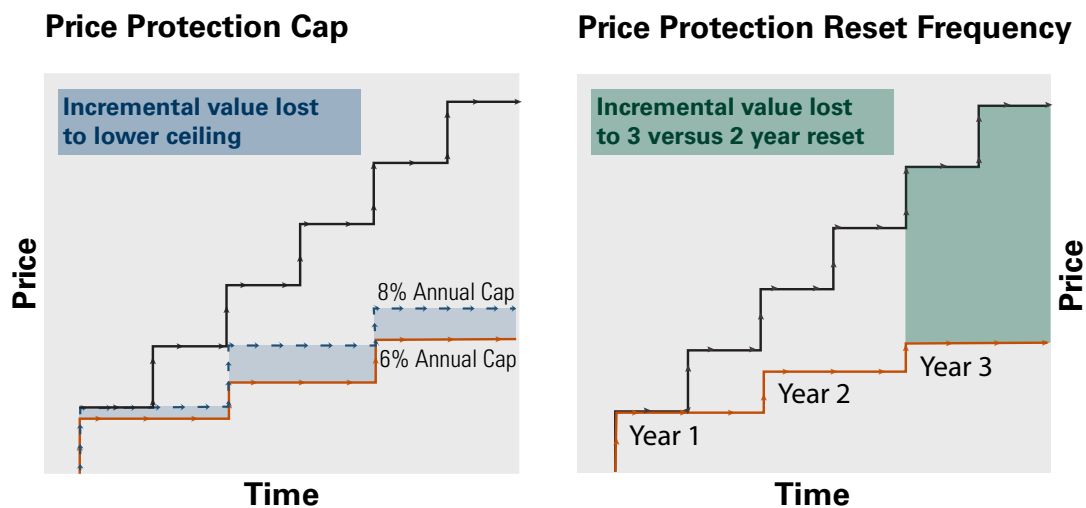 Price Protection Cap
Incremental value lost
to lower ceiling
8% Annual Cap
6% Annual Cap
Price
Time
Price Protection Reset Frequency
Incremental value lost
to 3 versus 2 year reset
Year 1
Year 2
Year 3
Price
Time